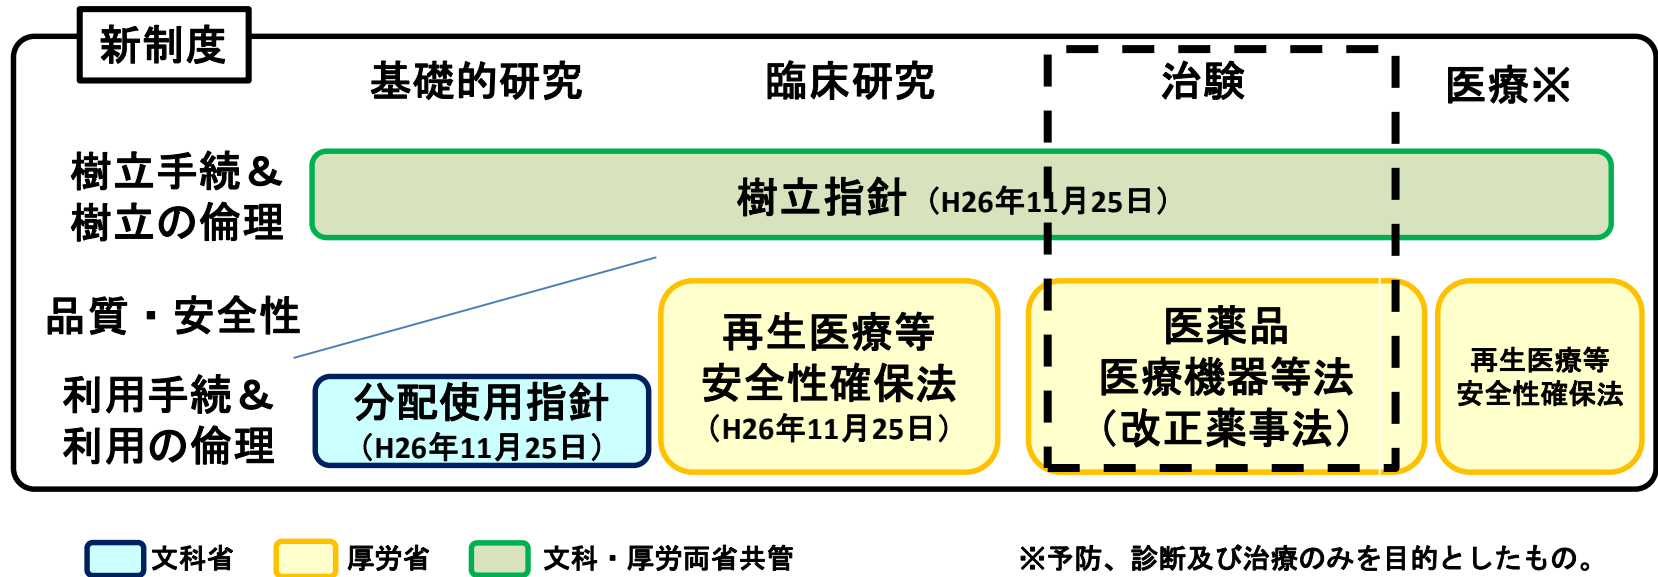 新制度
基礎的研究
臨床研究
治験
医療※
樹立手続＆
樹立の倫理
樹立指針（H26年11月25日）
品質・安全性
利用手続＆
利用の倫理
分配使用指針
（H26年11月25日）
再生医療等
安全性確保法
（H26年11月25日）
医薬品
医療機器等法
（改正薬事法）
再生医療等
安全性確保法
文科省
厚労省
文科・厚労両省共管
※予防、診断及び治療のみを目的としたもの。